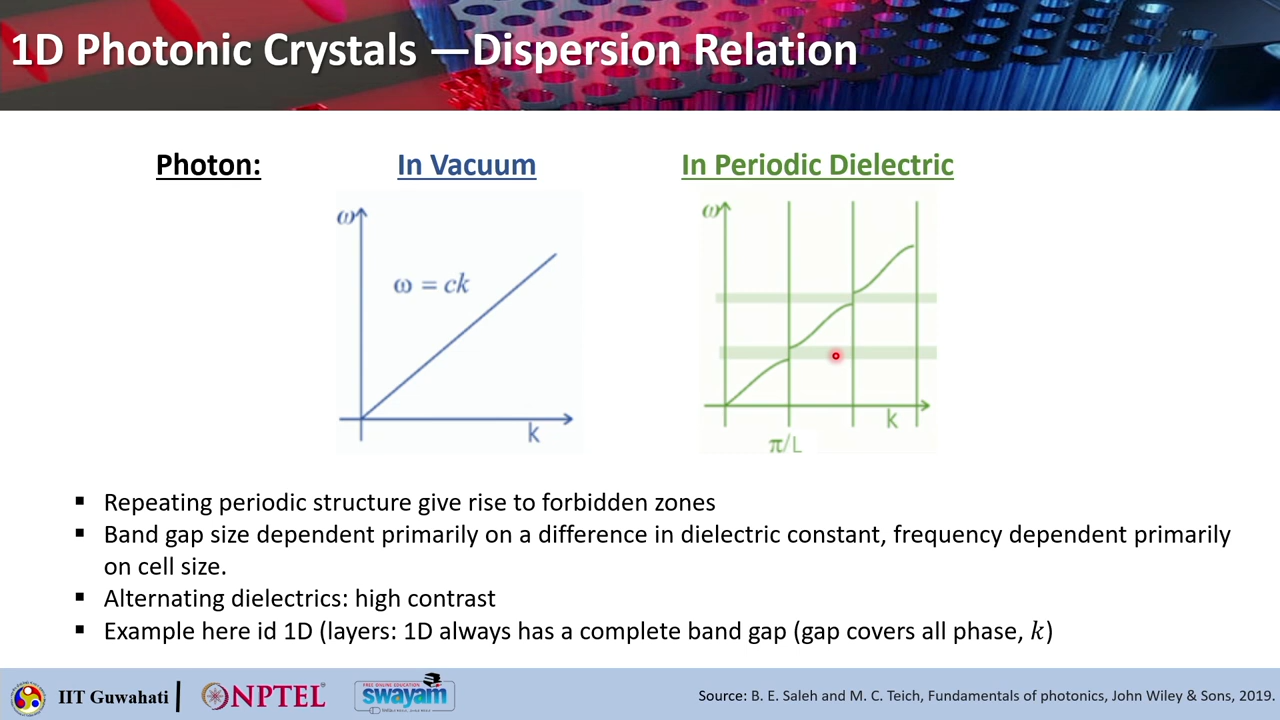 1D Photonic Crystals —Dispersion Relation
Photon:
In Vacuum
In Periodic Dielectric
ω
ω = ck
k
ω
k
π/L
▪ Repeating periodic structure give rise to forbidden zones
▪ Band gap size dependent primarily on a difference in dielectric constant, frequency dependent primarily
on cell size.
▪ Alternating dielectrics: high contrast
▪ Example here id 1D (layers: 1D always has a complete band gap (gap covers all phase, k)
IIT Guwahati
NPTEL
FREE ONLINE EDUCATION
swayam
Source: B. E. Saleh and M. C. Teich, Fundamentals of photonics, John Wiley & Sons, 2019.